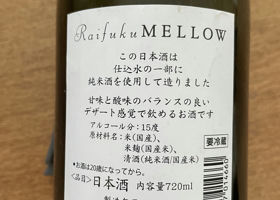 Raifuku MELLOW
この日本酒は
仕込水の一部に
純米酒を使用して造りました
甘味と酸味のバランスの良い
デザート感覚で飲めるお酒です
アルコール分：15度
原材料名：米(国産)、
米麹(国産米)、
清酒(純米酒/国産米)
要冷蔵
*お酒は20歳になってから。
<品目>日本酒 内容量720ml
014660